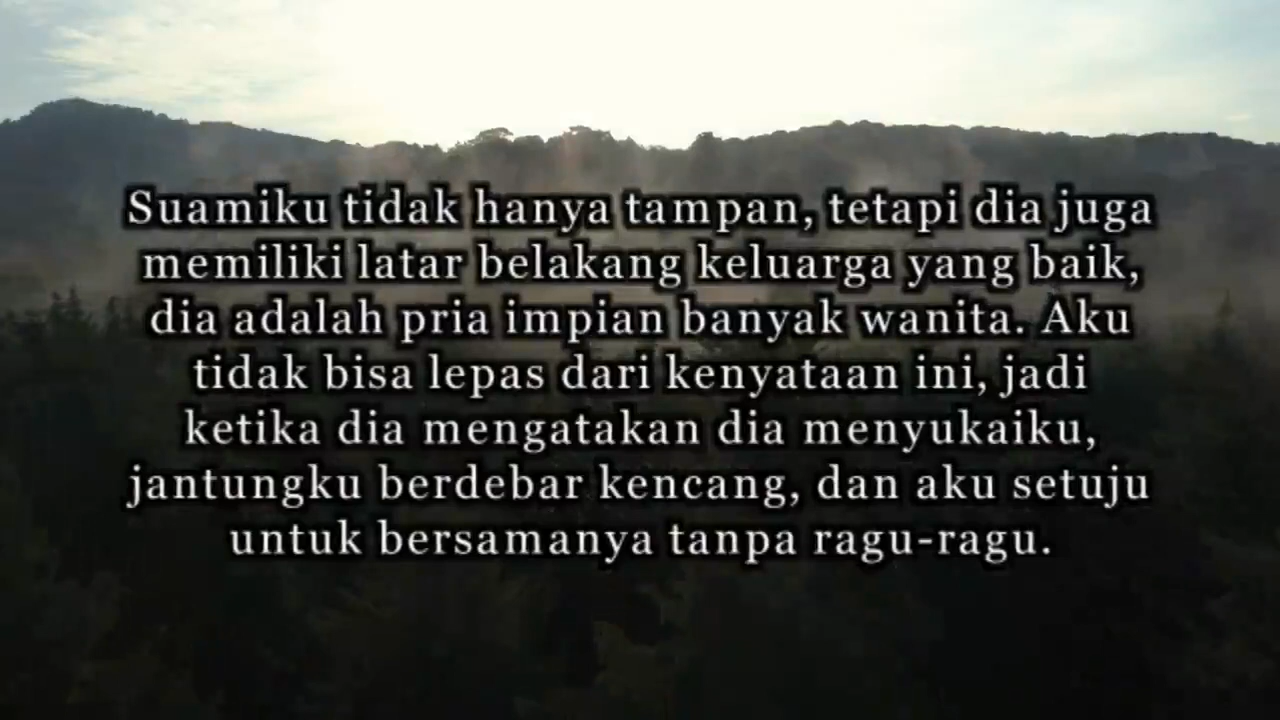 Suamiku tidak hanya tampan, tetapi dia juga
memiliki latar belakang keluarga yang baik,
dia adalah pria impian banyak wanita. Aku
tidak bisa lepas dari kenyataan ini, jadi
ketika dia mengatakan dia menyukaiku,
jantungku berdebar kencang, dan aku setuju
untuk bersamanya tanpa ragu-ragu.